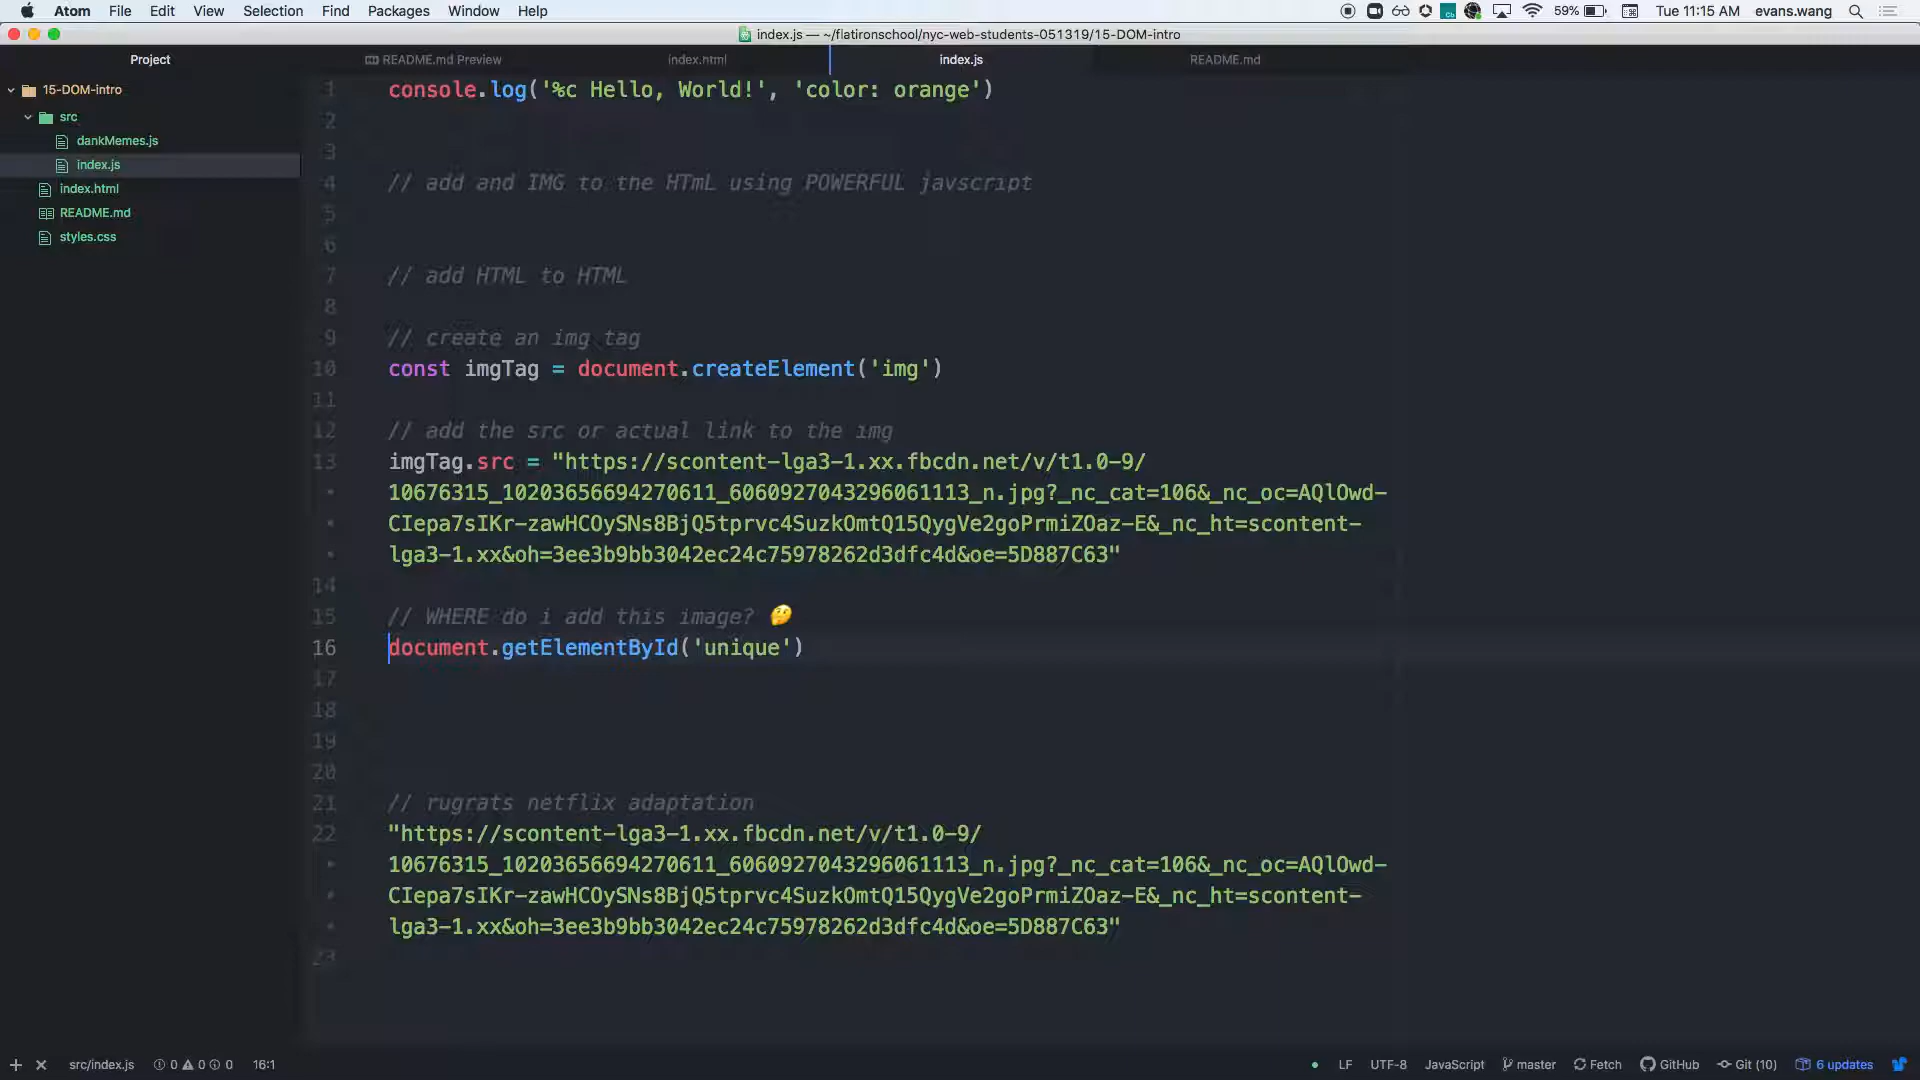 Atom File Edit View Selection Find Packages Window Help 59% Tue 11:15 AM evans.wang
index.js — ~/flatironschool/nyc-web-students-051319/15-DOM-intro
Project README.md Preview index.html index.js README.md
15-DOM-intro
src
dankMemes.js
index.js
index.html
README.md
styles.css
1 console.log('%c Hello, World!', 'color: orange')
2
3
4 // add and IMG to the HTmL using POWERFUL javscript
5
6
7 // add HTML to HTML
8
9 // create an img tag
10 const imgTag = document.createElement('img')
11
12 // add the src or actual link to the img
13 imgTag.src = "https://scontent-lga3-1.xx.fbcdn.net/v/t1.0-9/
10676315_10203656694270611_6060927043296061113_n.jpg?_nc_cat=106&_nc_oc=AQlOwd-
CIepa7sIKr-zawHCOySNs8BjQ5tprvc4SuzkOmtQ15QygVe2goPrmiZOaz-E&_nc_ht=scontent-
lga3-1.xx&oh=3ee3b9bb3042ec24c75978262d3dfc4d&oe=5D887C63"
14
15 // WHERE do i add this image? 🤔
16 document.getElementById('unique')
17
18
19
20
21 // rugrats netflix adaptation
22 "https://scontent-lga3-1.xx.fbcdn.net/v/t1.0-9/
10676315_10203656694270611_6060927043296061113_n.jpg?_nc_cat=106&_nc_oc=AQlOwd-
CIepa7sIKr-zawHCOySNs8BjQ5tprvc4SuzkOmtQ15QygVe2goPrmiZOaz-E&_nc_ht=scontent-
lga3-1.xx&oh=3ee3b9bb3042ec24c75978262d3dfc4d&oe=5D887C63"
23
src/index.js 0 0 0 16:1 LF UTF-8 JavaScript master Fetch GitHub Git (10) 6 updates